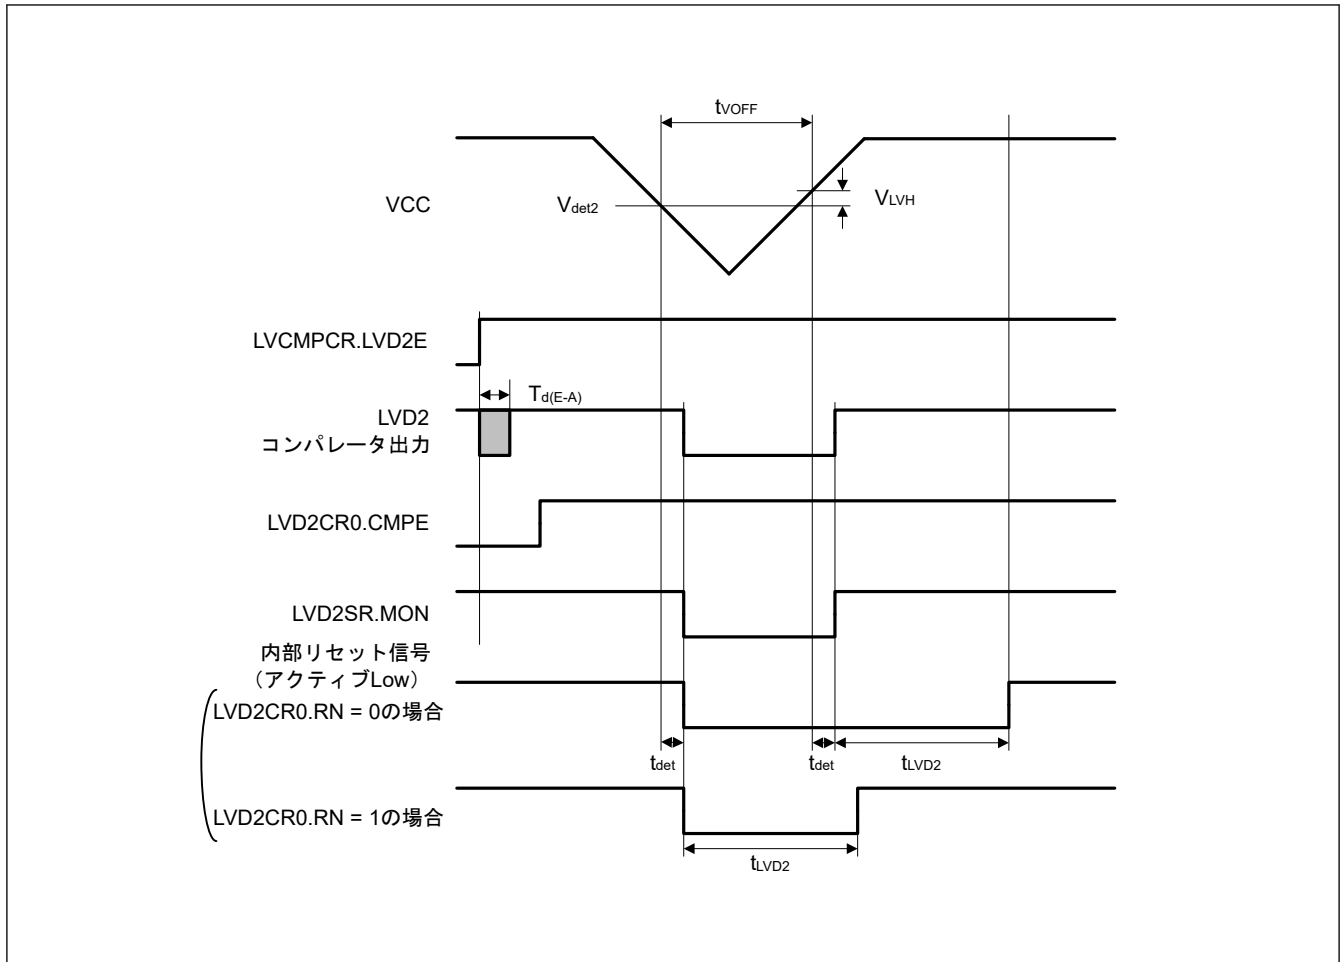 tVOFF
VCC
Vdet2
VLVH
LVCMPCR.LVD2E
Td(E-A)
LVD2
コンパレータ出力
LVD2CR0.CMPE
LVD2SR.MON
内部リセット信号
（アクティブLow）
LVD2CR0.RN = 0の場合
tdet
tdet
tLVD2
LVD2CR0.RN = 1の場合
tLVD2